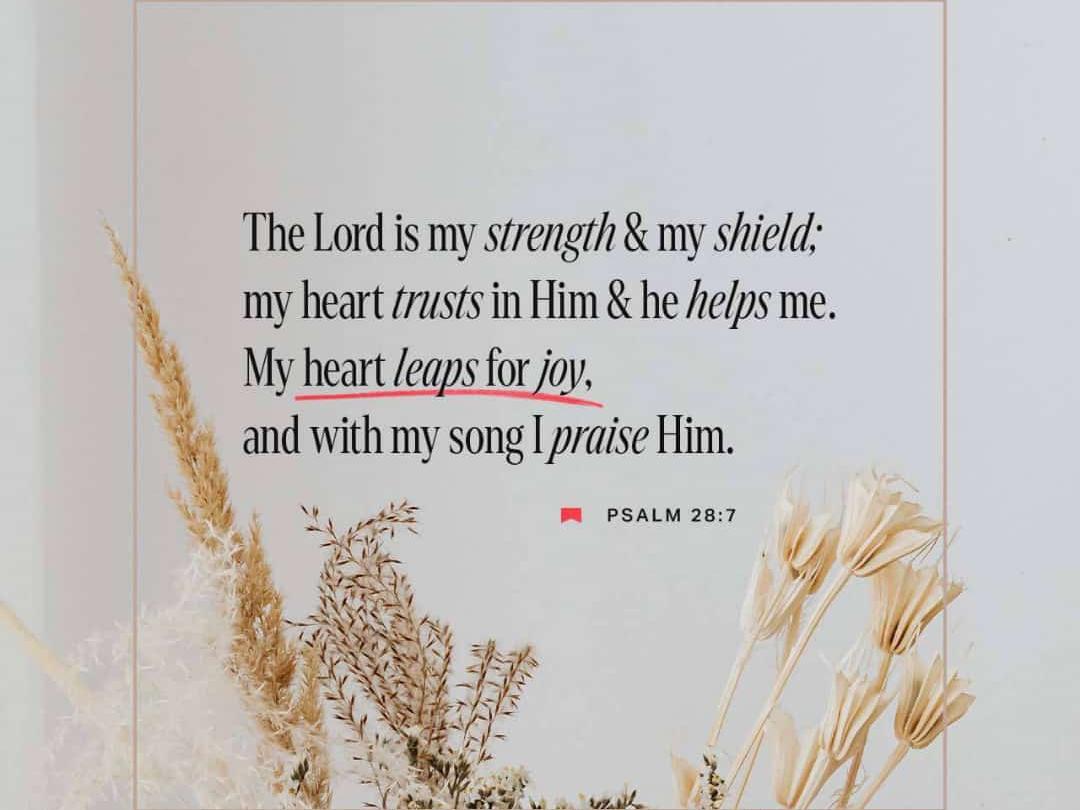 The Lord is my strength & my shield;
my heart trusts in Him & he helps me.
My heart leaps for joy,
and with my song I praise Him.
PSALM 28:7